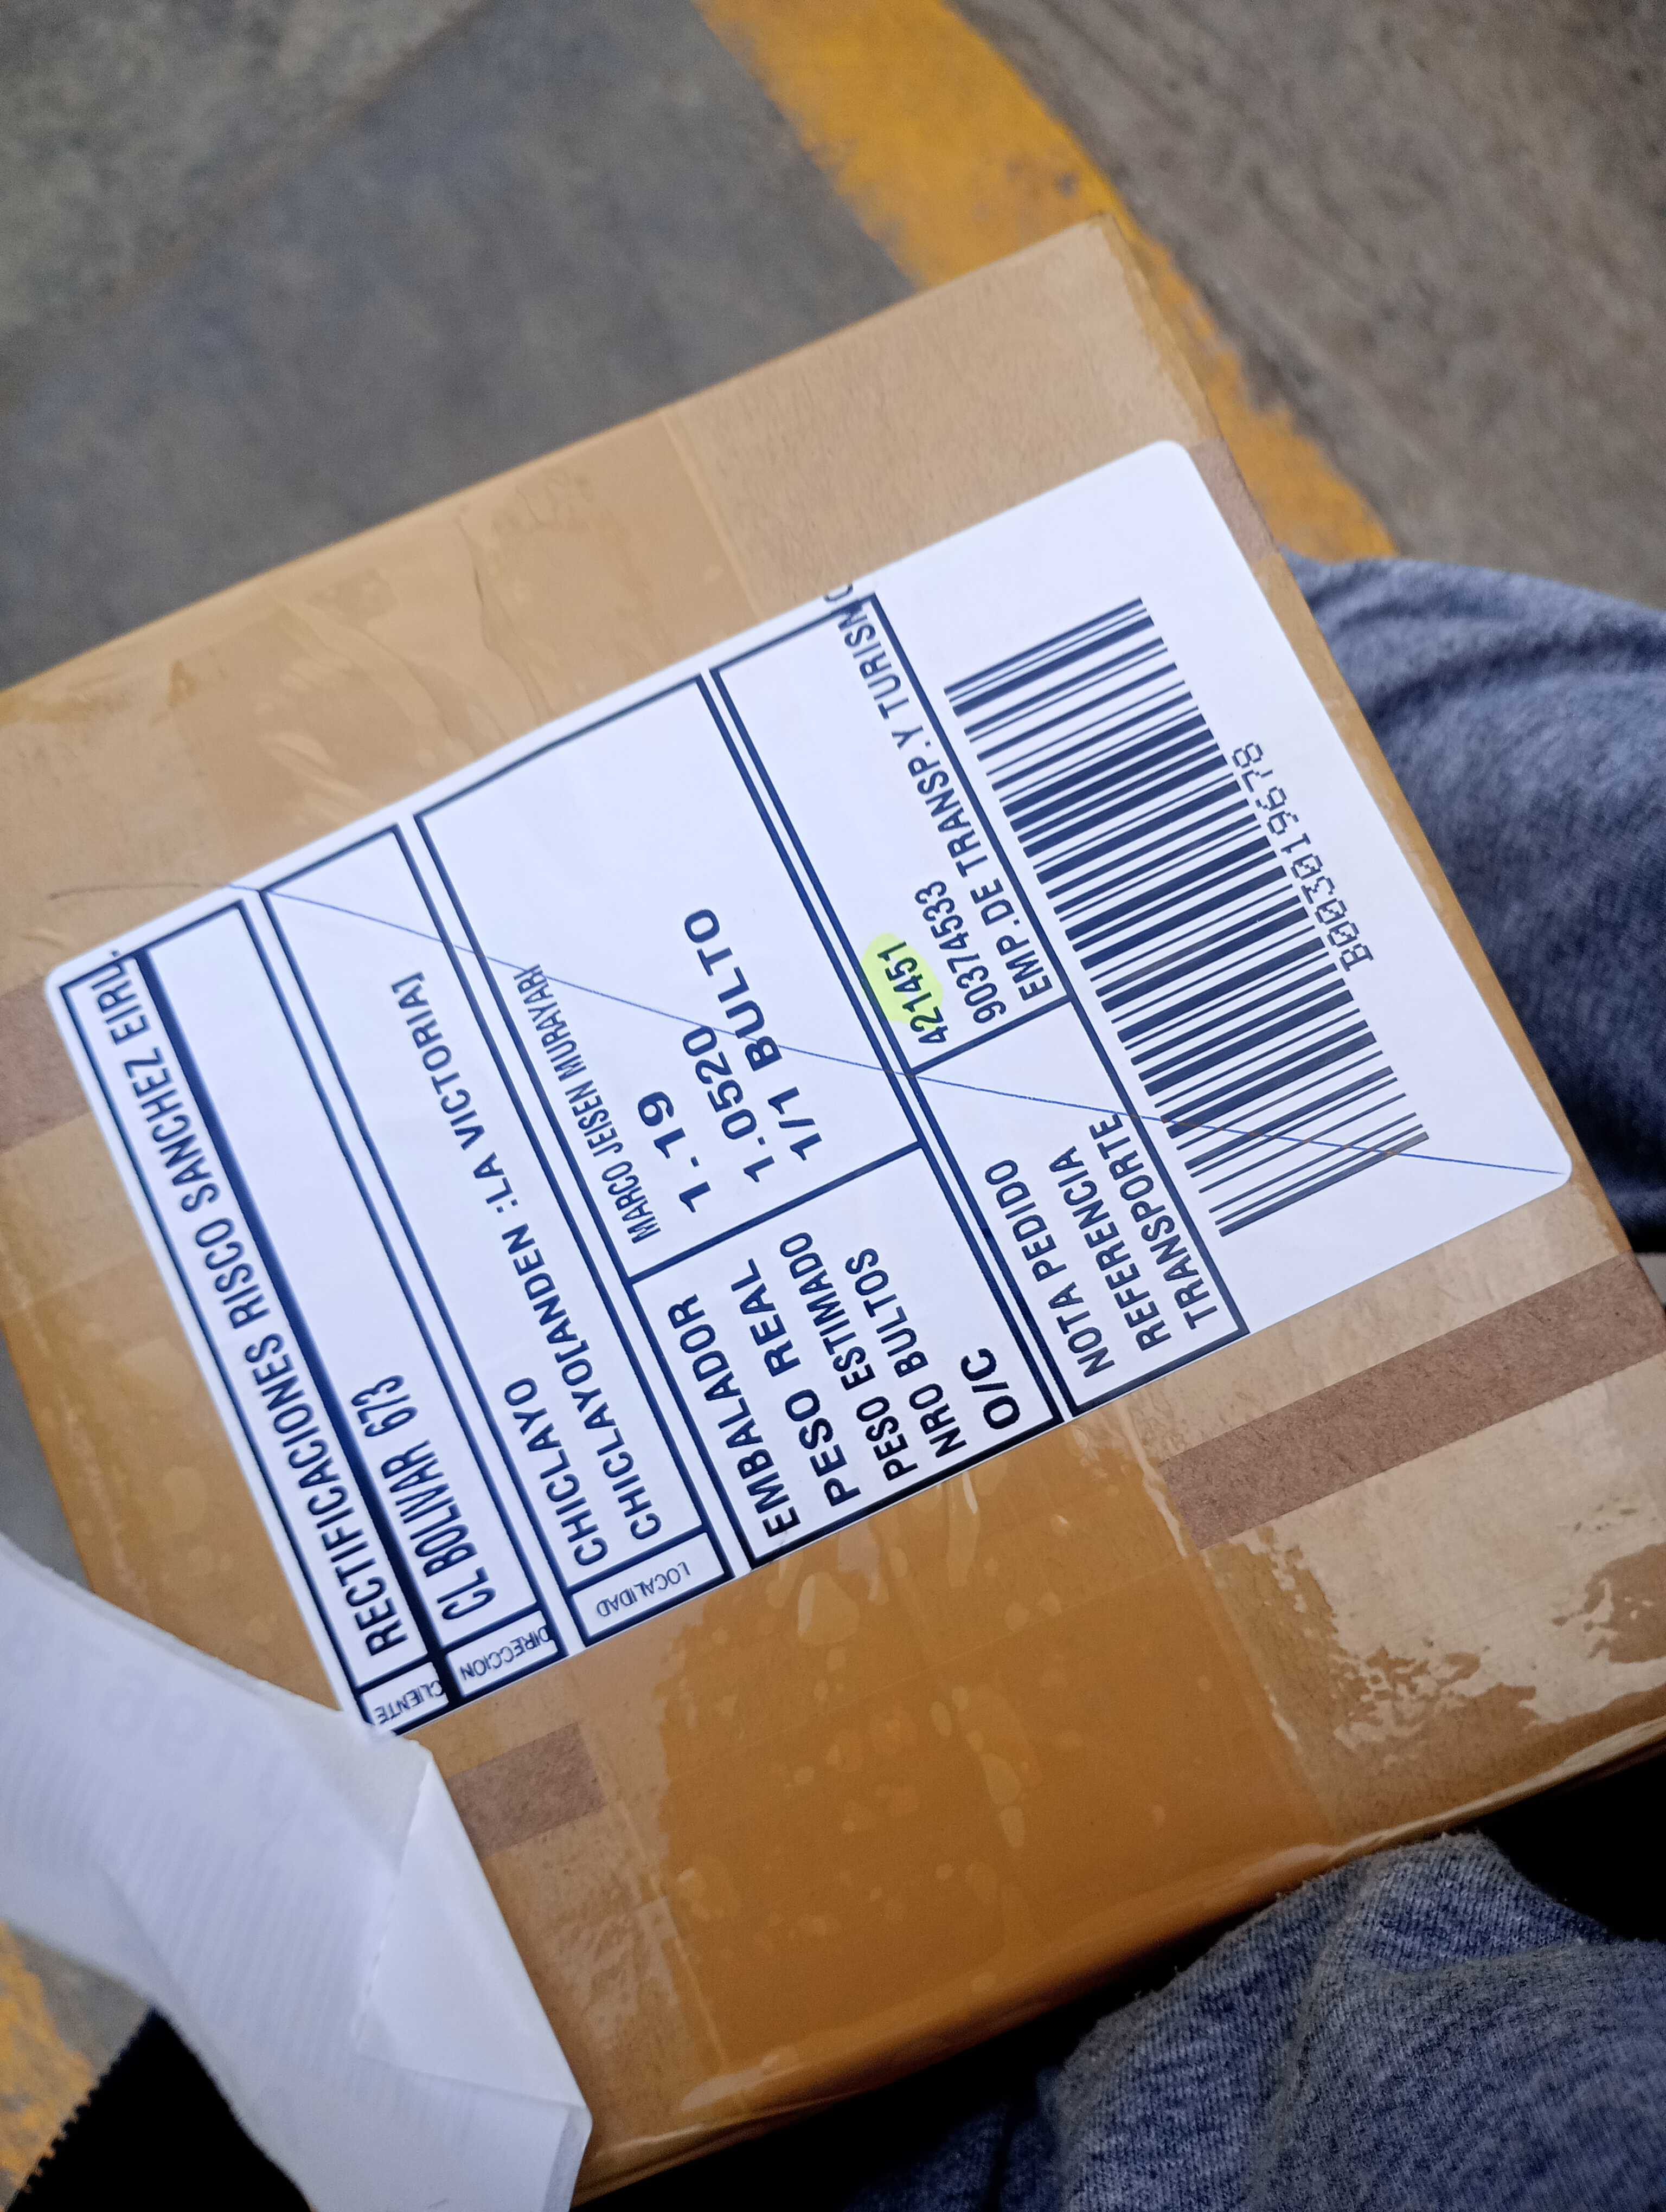 CLIENTE RECTIFICACIONES RISCO SANCHEZ EIRL.
DIRECCION CL BOLIVAR 673
LOCALIDAD CHICLAYO
CHICLAYO[ANDEN :LA VICTORIA]
EMBALADOR MARCO JEISEN MURAYARI
PESO REAL 1.19
PESO ESTIMADO 1.0520
NRO BULTOS 1/1 BULTO
O/C
NOTA PEDIDO 421451
REFERENCIA 90374533
TRANSPORTE EMP.DE TRANSP.Y TURISMO
B003019678